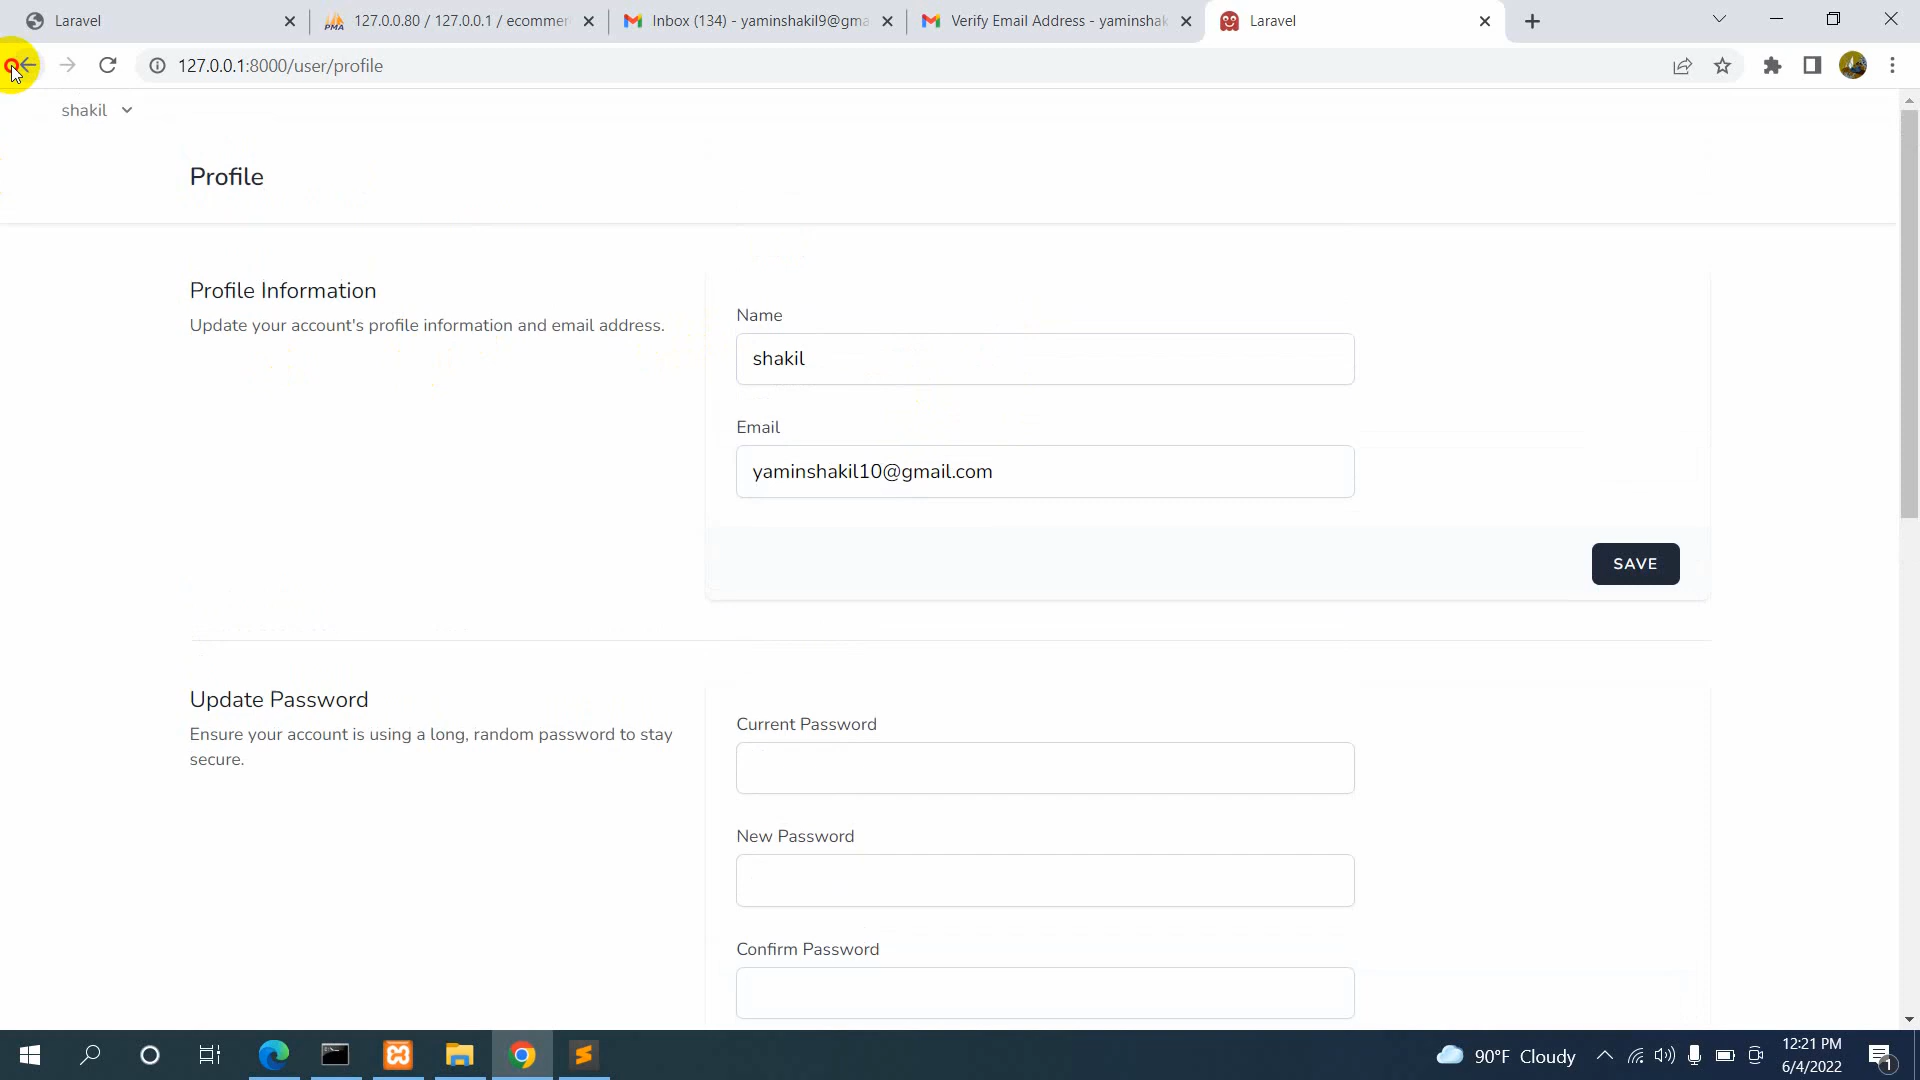 Laravel
127.0.0.80 / 127.0.0.1 / ecommer
Inbox (134) - yaminshakil9@gma
Verify Email Address - yaminshak
Laravel
127.0.0.1:8000/user/profile
shakil
Profile
Profile Information
Update your account's profile information and email address.
Name
shakil
Email
yaminshakil10@gmail.com
SAVE
Update Password
Ensure your account is using a long, random password to stay
secure.
Current Password
New Password
Confirm Password
90°F Cloudy
12:21 PM
6/4/2022
1